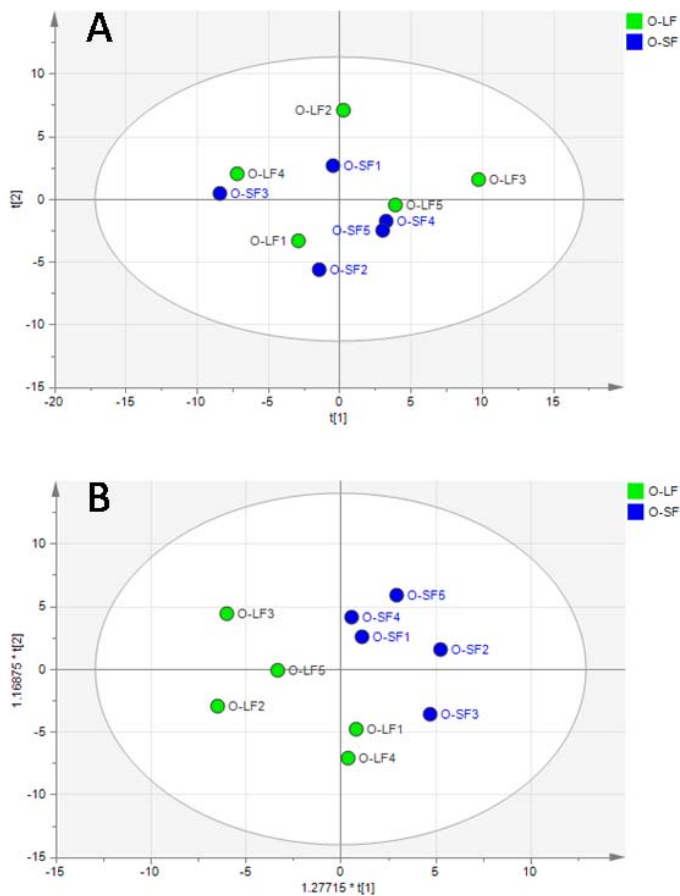 A
O-LF
O-SF
10
5
0
-5
-10
-15
t[2]
O-LF2
O-SF1
O-LF4
O-SF3
O-LF3
O-LF5
O-SF4
O-SF5
O-LF1
O-SF2
-20 -15 -10 -5 0 5 10 15
t[1]
B
O-LF
O-SF
10
5
0
-5
-10
-15
1.16875 * t[2]
O-SF5
O-LF3
O-SF4
O-SF1
O-SF2
O-LF5
O-LF2
O-SF3
O-LF1
O-LF4
-15 -10 -5 0 5 10
1.27715 * t[1]